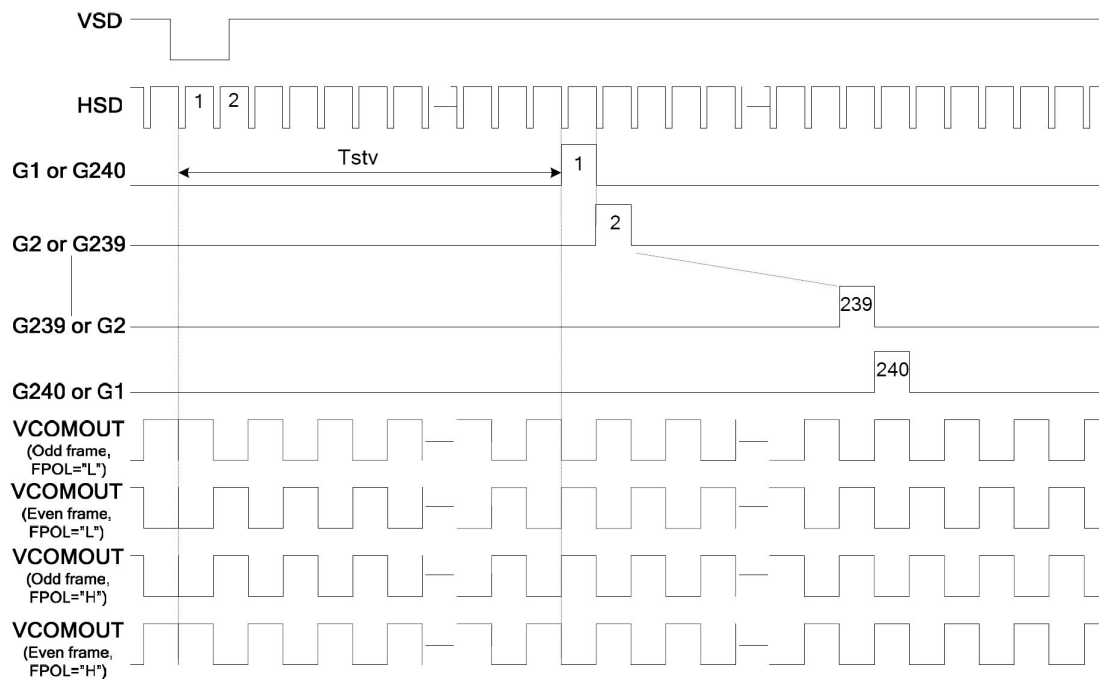 VSD
HSD
1
2
Tstv
G1 or G240
1
G2 or G239
2
G239 or G2
239
G240 or G1
240
VCOMOUT
(Odd frame,
FPOL="L")
VCOMOUT
(Even frame,
FPOL="L")
VCOMOUT
(Odd frame,
FPOL="H")
VCOMOUT
(Even frame,
FPOL="H")